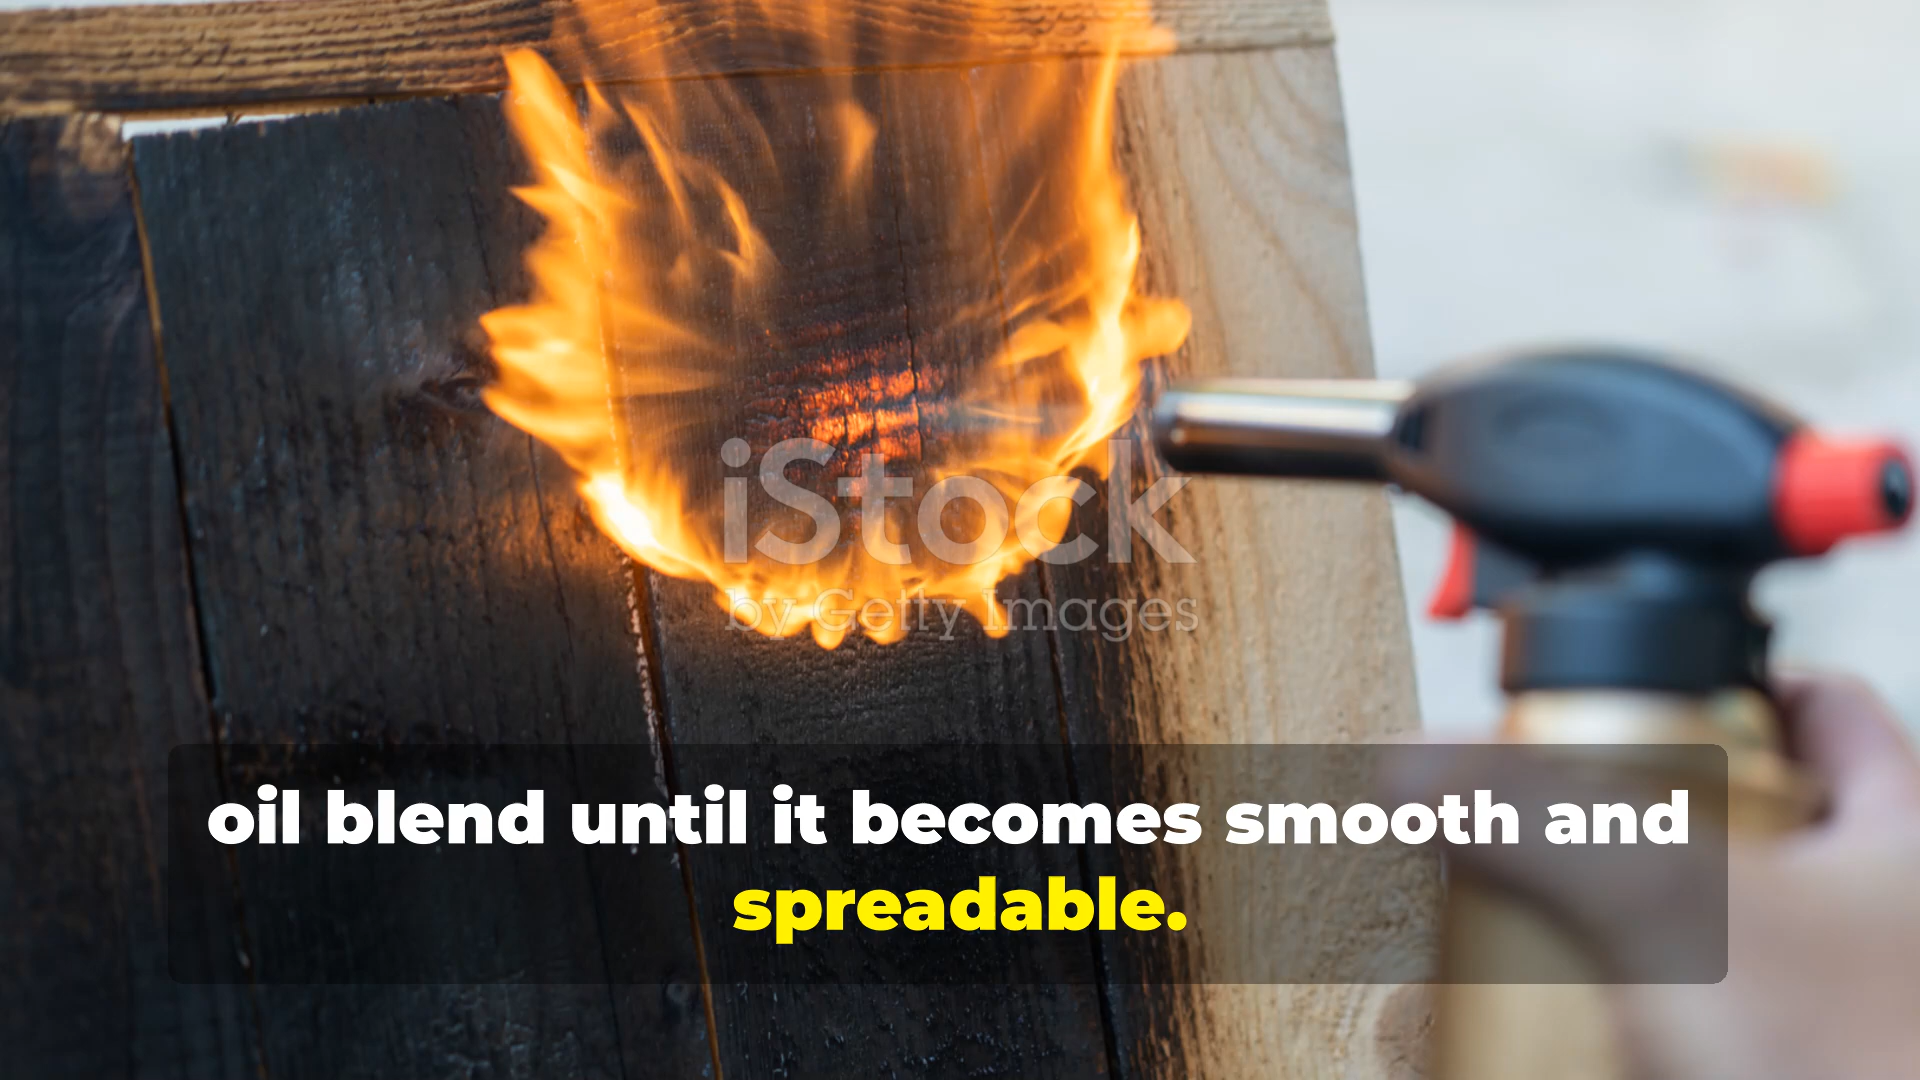 iStock
by Getty Images
oil blend until it becomes smooth and
spreadable.